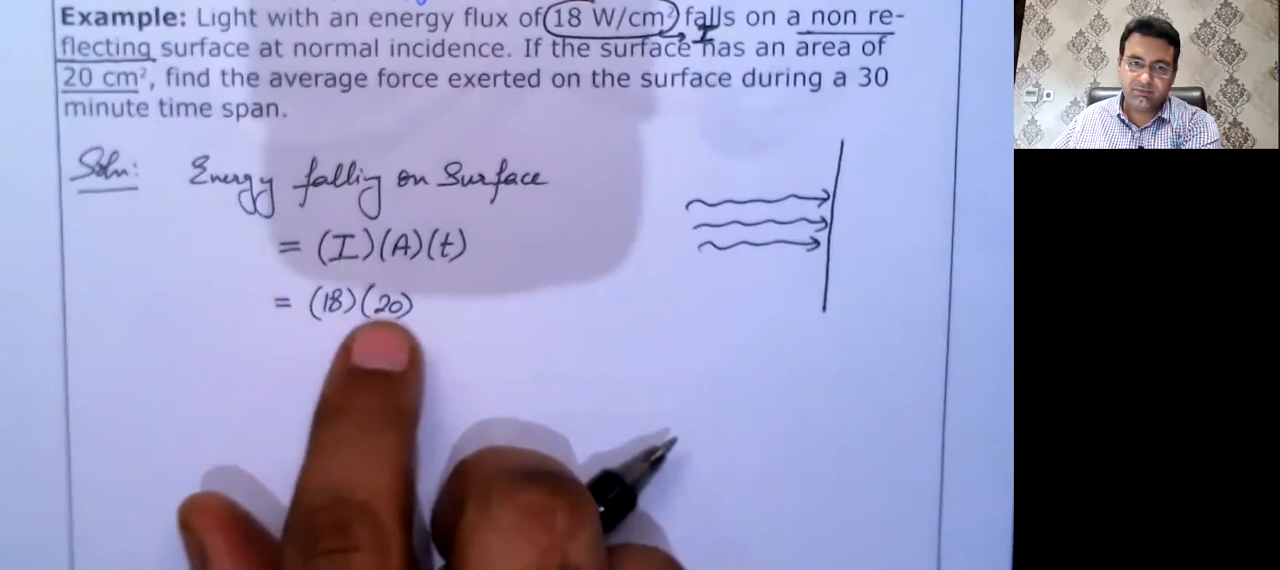 Example: Light with an energy flux of 18 W/cm² falls on a non re-
flecting surface at normal incidence. If the surface has an area of
20 cm², find the average force exerted on the surface during a 30
minute time span.
I
Soln: Energy falling on Surface
= (I)(A)(t)
= (18)(20)